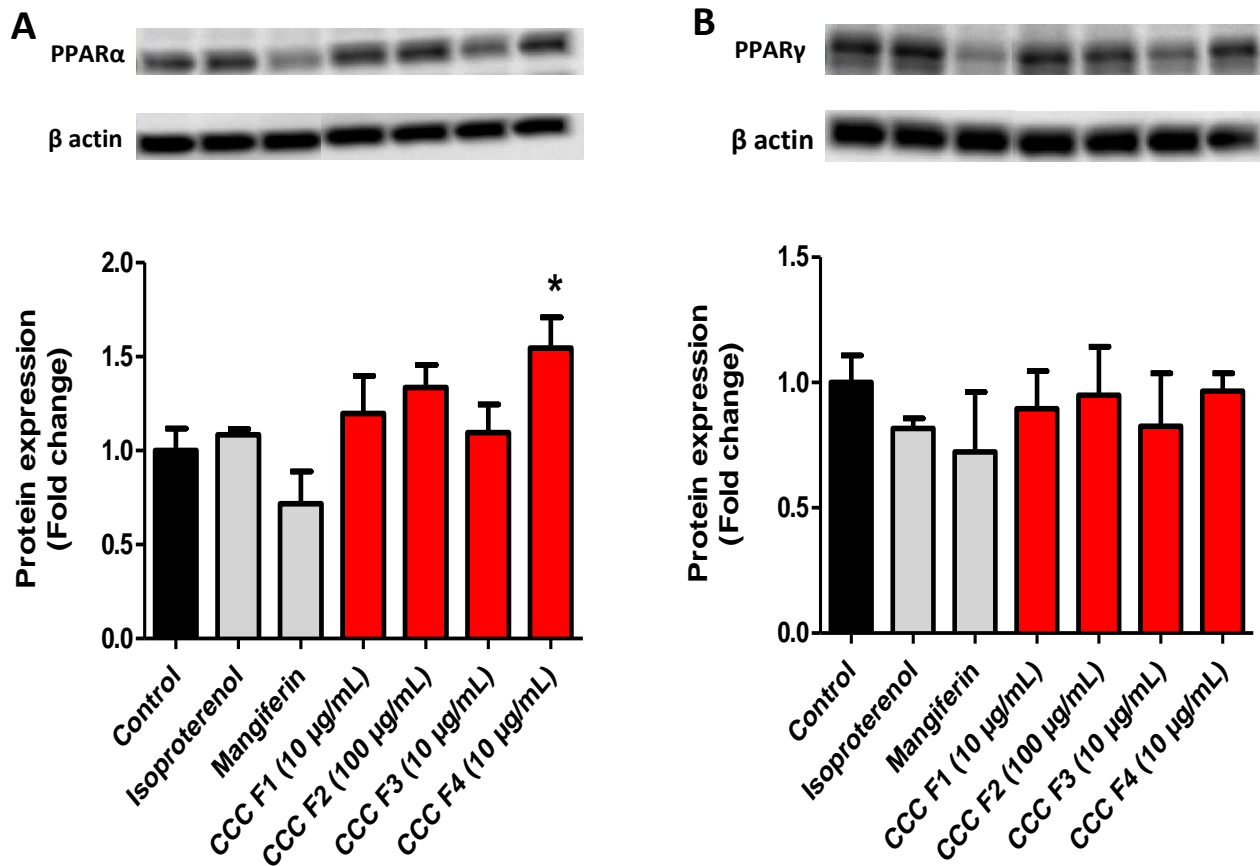 A
PPARα
β actin
Protein expression
(Fold change)
2.0
1.5
1.0
0.5
0.0
*
Control
Isoproterenol
Mangiferin
CCC F1 (10 µg/mL)
CCC F2 (100 µg/mL)
CCC F3 (10 µg/mL)
CCC F4 (10 µg/mL)
B
PPARγ
β actin
Protein expression
(Fold change)
1.5
1.0
0.5
0.0
Control
Isoproterenol
Mangiferin
CCC F1 (10 µg/mL)
CCC F2 (100 µg/mL)
CCC F3 (10 µg/mL)
CCC F4 (10 µg/mL)